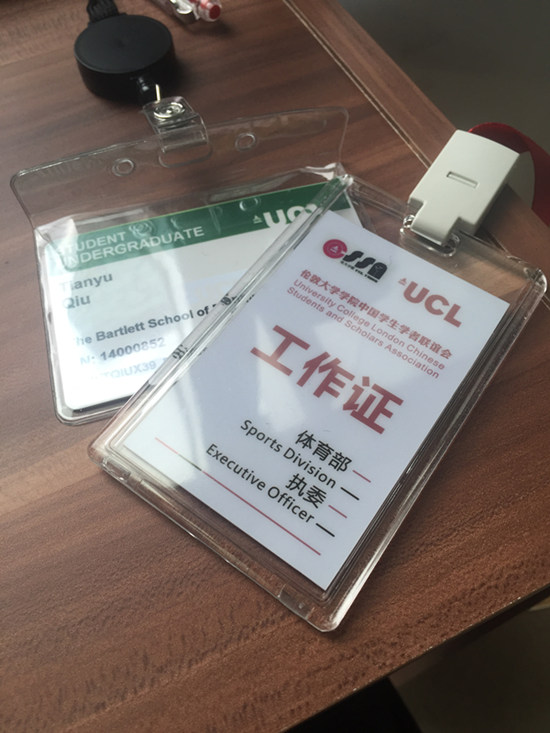 STUDENT
UNDERGRADUATE
UCL
Tianyu
Qiu
The Bartlett School of
N: 14000852
CSSA
UCL
伦敦大学学院中国学生学者联谊会
University College London Chinese
Students and Scholars Association
工作证
体育部
Sports Division
执委
Executive Officer